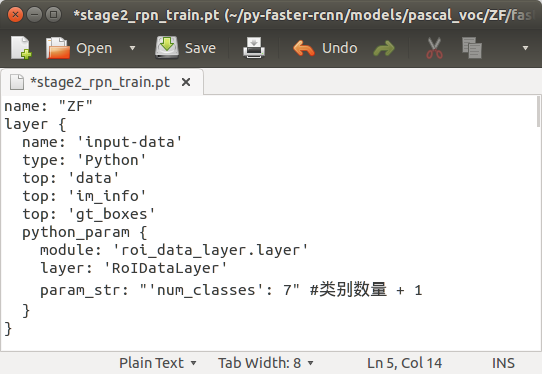 *stage2_rpn_train.pt (~/py-faster-rcnn/models/pascal_voc/ZF/fas
Open Save Undo
*stage2_rpn_train.pt ×
name: "ZF"
layer {
  name: 'input-data'
  type: 'Python'
  top: 'data'
  top: 'im_info'
  top: 'gt_boxes'
  python_param {
    module: 'roi_data_layer.layer'
    layer: 'RoIDataLayer'
    param_str: "'num_classes': 7" #类别数量 + 1
  }
}
Plain Text Tab Width: 8 Ln 5, Col 14 INS